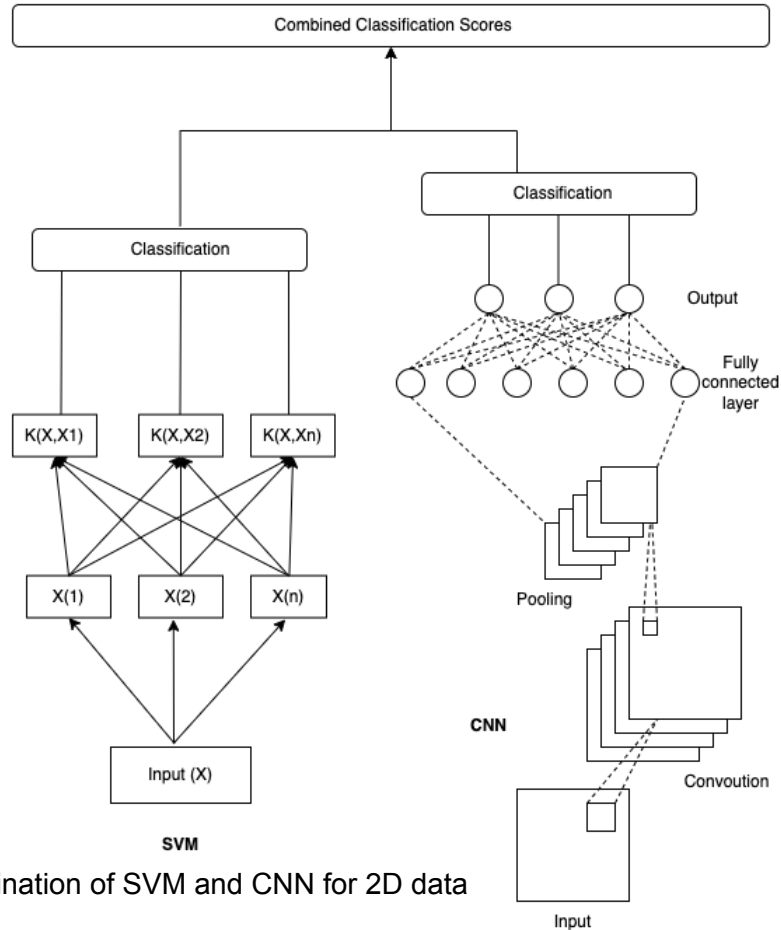 Combined Classification Scores
Classification
Classification
Output
Fully
connected
layer
K(X,X1)
K(X,X2)
K(X,Xn)
X(1)
X(2)
X(n)
Pooling
CNN
Input (X)
Convoution
SVM
ination of SVM and CNN for 2D data
Input